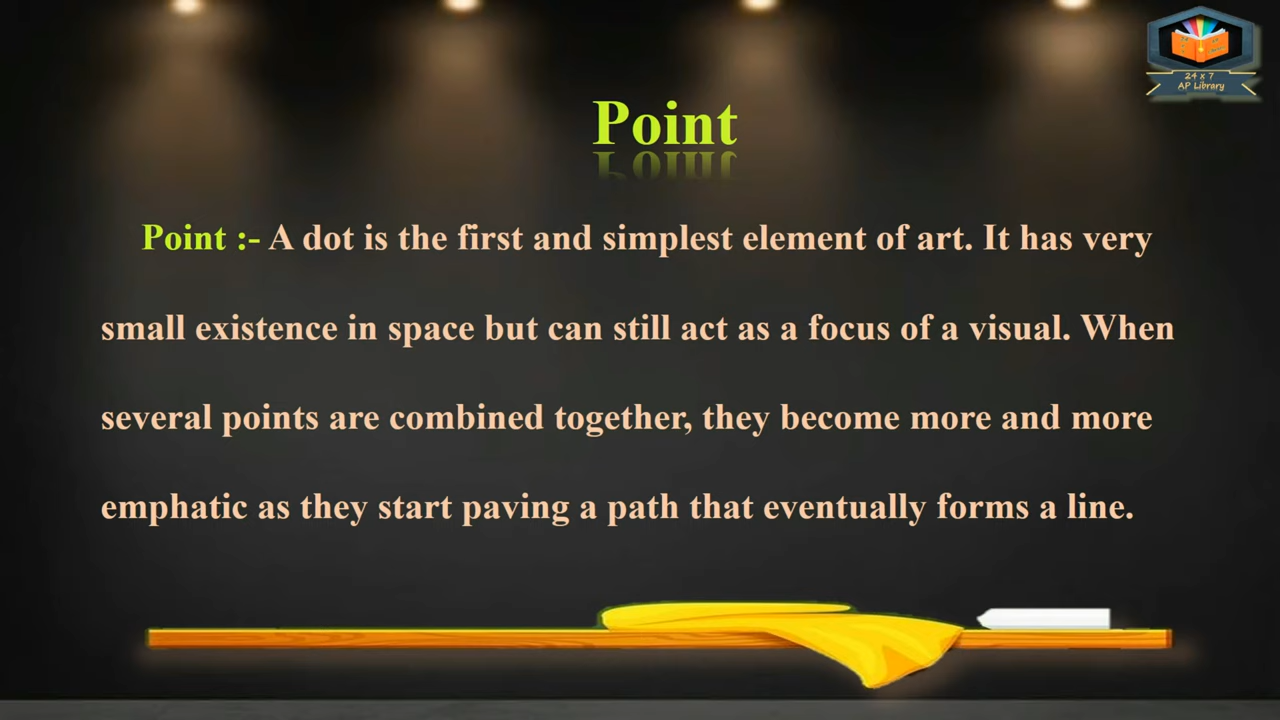 24 x 7
AP Library
Point
Point :- A dot is the first and simplest element of art. It has very
small existence in space but can still act as a focus of a visual. When
several points are combined together, they become more and more
emphatic as they start paving a path that eventually forms a line.